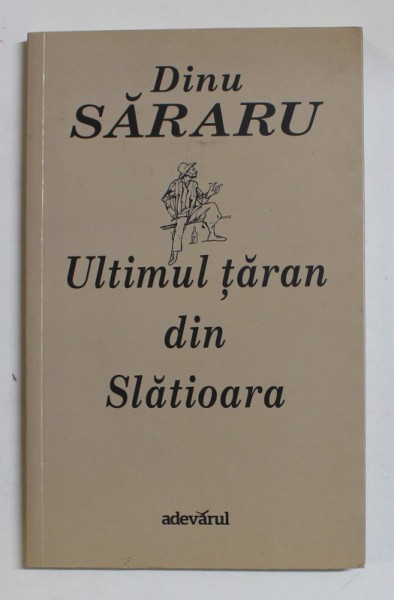 Dinu
SĂRARU
Ultimul țăran
din
Slătioara
adevărul